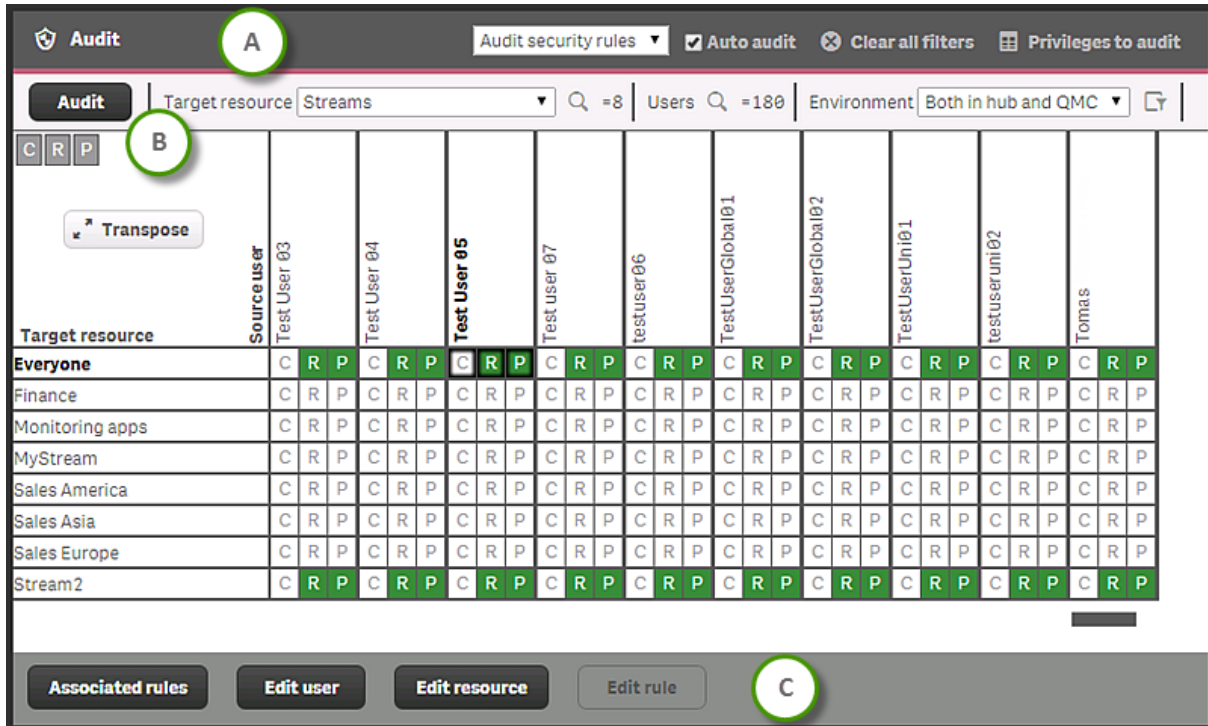 Audit A Audit security rules Auto audit Clear all filters Privileges to audit
Audit Target resource Streams =8 Users =180 Environment Both in hub and QMC
B
C R P
Transpose
Target resource Source user Test User 03 Test User 04 Test User 05 Test user 07 testuser06 TestUserGlobal01 TestUserGlobal02 TestUserUni01 testuseruni02 Tomas
Everyone C R P C R P C R P C R P C R P C R P C R P C R P C R P C R P
Finance C R P C R P C R P C R P C R P C R P C R P C R P C R P C R P
Monitoring apps C R P C R P C R P C R P C R P C R P C R P C R P C R P C R P
MyStream C R P C R P C R P C R P C R P C R P C R P C R P C R P C R P
Sales America C R P C R P C R P C R P C R P C R P C R P C R P C R P C R P
Sales Asia C R P C R P C R P C R P C R P C R P C R P C R P C R P C R P
Sales Europe C R P C R P C R P C R P C R P C R P C R P C R P C R P C R P
Stream2 C R P C R P C R P C R P C R P C R P C R P C R P C R P C R P
Associated rules Edit user Edit resource Edit rule C